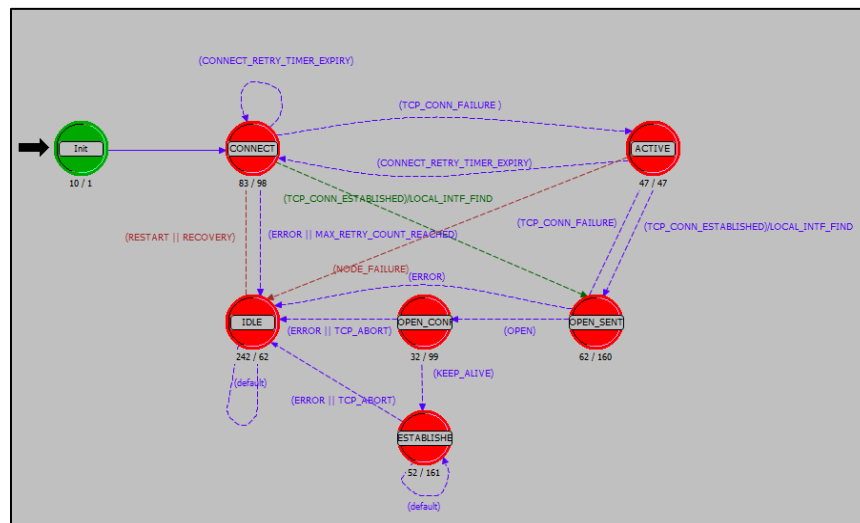 (CONNECT_RETRY_TIMER_EXPIRY)
(TCP_CONN_FAILURE )
Init
CONNECT
ACTIVE
(CONNECT_RETRY_TIMER_EXPIRY)
10 / 1
83 / 98
47 / 47
(TCP_CONN_ESTABLISHED)/LOCAL_INTF_FIND
(TCP_CONN_FAILURE)
(TCP_CONN_ESTABLISHED)/LOCAL_INTF_FIND
(RESTART || RECOVERY)
(ERROR || MAX_RETRY_COUNT_REACHED)
(NODE_FAILURE)
(ERROR)
IDLE
OPEN_CONF
OPEN_SENT
(ERROR || TCP_ABORT)
(OPEN)
242 / 62
32 / 99
62 / 160
(KEEP_ALIVE)
(default)
(ERROR || TCP_ABORT)
ESTABLISHE
52 / 161
(default)